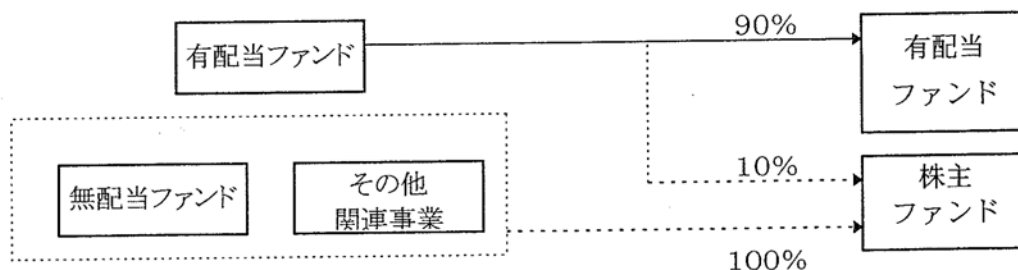 有配当ファンド
90%
有配当
ファンド
無配当ファンド
その他
関連事業
10%
株主
ファンド
100%